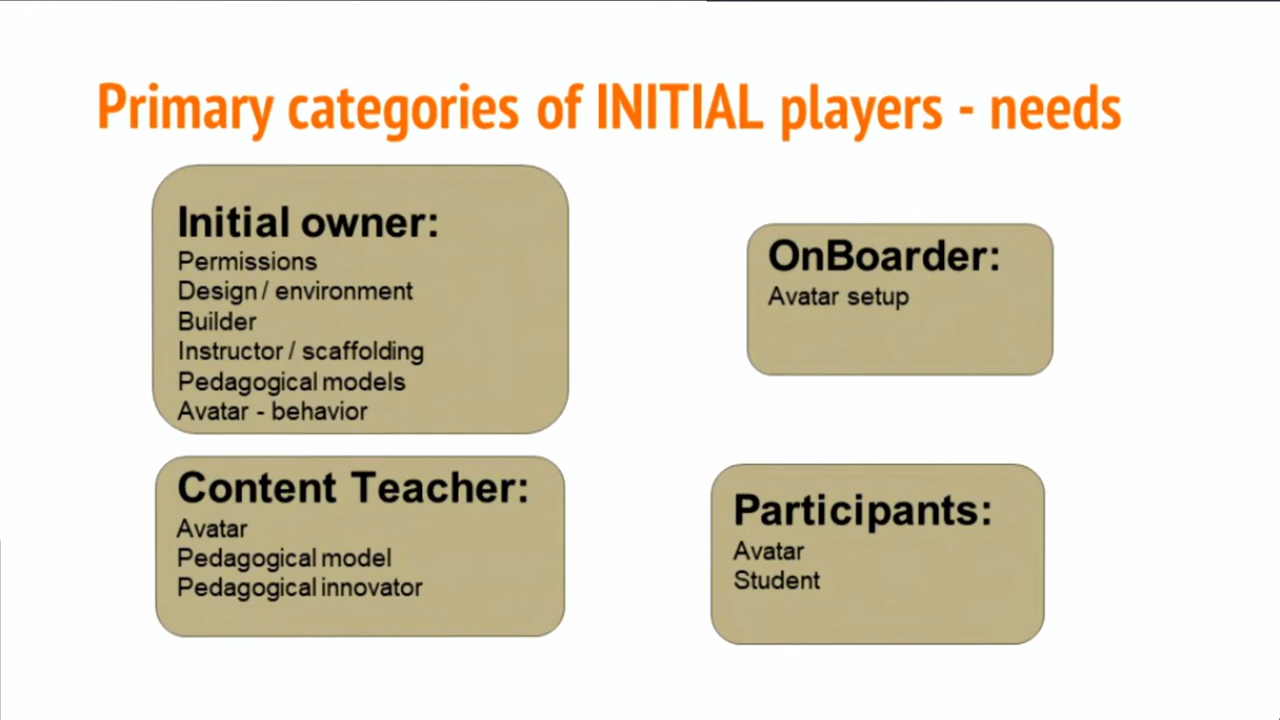 Primary categories of INITIAL players - needs
Initial owner:
Permissions
Design / environment
Builder
Instructor / scaffolding
Pedagogical models
Avatar - behavior
OnBoarder:
Avatar setup
Content Teacher:
Avatar
Pedagogical model
Pedagogical innovator
Participants:
Avatar
Student